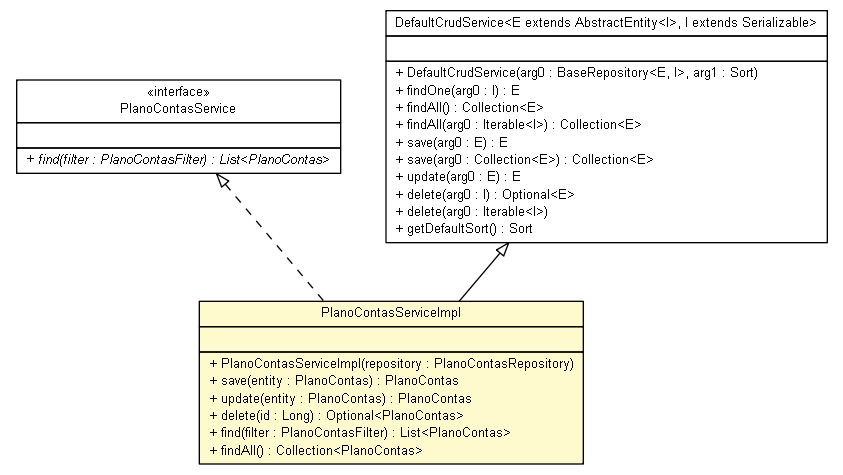 DefaultCrudService<E extends AbstractEntity<I>, I extends Serializable>
+ DefaultCrudService(arg0 : BaseRepository<E, I>, arg1 : Sort)
+ findOne(arg0 : I) : E
+ findAll() : Collection<E>
+ findAll(arg0 : Iterable<I>) : Collection<E>
+ save(arg0 : E) : E
+ save(arg0 : Collection<E>) : Collection<E>
+ update(arg0 : E) : E
+ delete(arg0 : I) : Optional<E>
+ delete(arg0 : Iterable<I>)
+ getDefaultSort() : Sort
«interface»
PlanoContasService
+ find(filter : PlanoContasFilter) : List<PlanoContas>
PlanoContasServiceImpl
+ PlanoContasServiceImpl(repository : PlanoContasRepository)
+ save(entity : PlanoContas) : PlanoContas
+ update(entity : PlanoContas) : PlanoContas
+ delete(id : Long) : Optional<PlanoContas>
+ find(filter : PlanoContasFilter) : List<PlanoContas>
+ findAll() : Collection<PlanoContas>